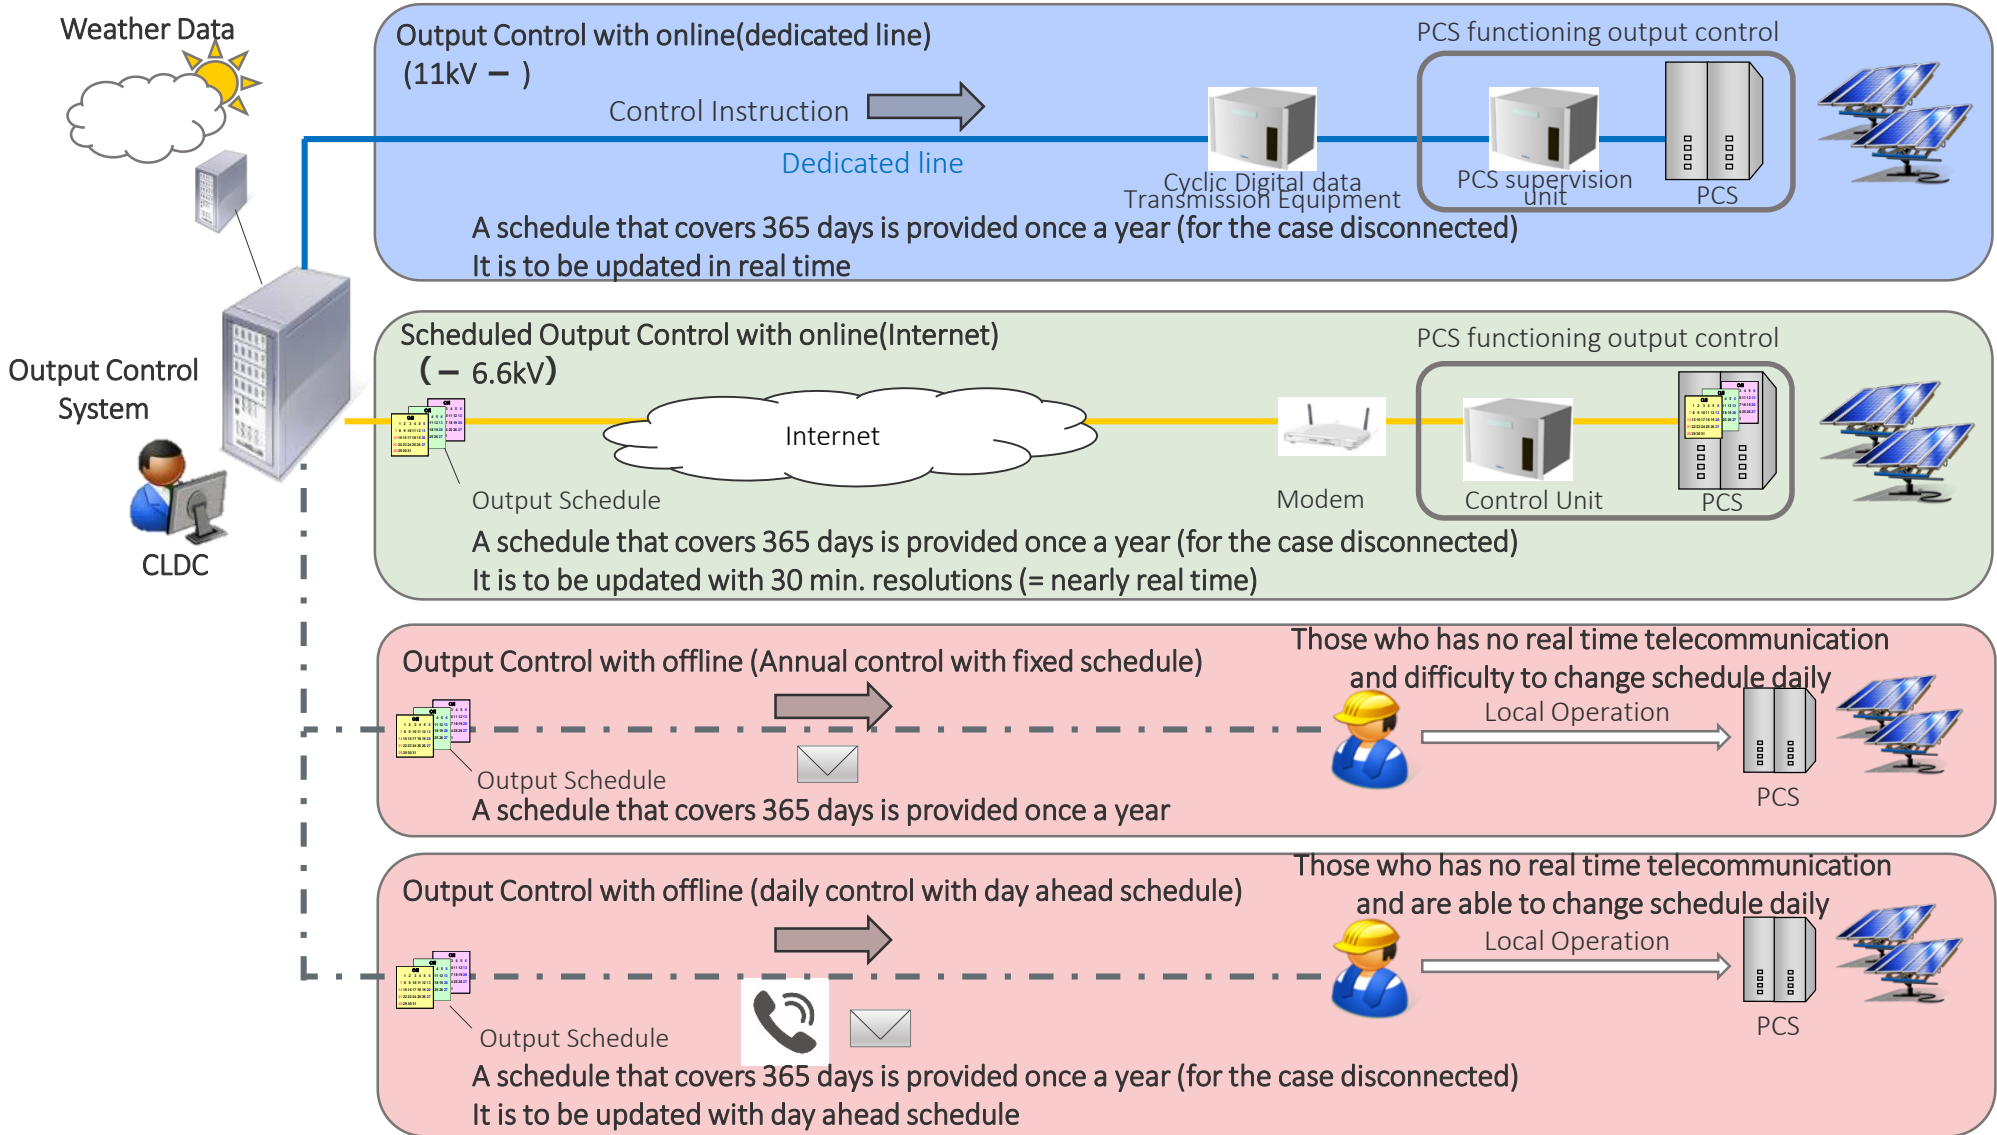 Weather Data
Output Control
System
CLDC
Output Control with online(dedicated line)
(11kV － )
Control Instruction
Dedicated line
Cyclic Digital data
Transmission Equipment
PCS functioning output control
PCS supervision
unit
PCS
A schedule that covers 365 days is provided once a year (for the case disconnected)
It is to be updated in real time
Scheduled Output Control with online(Internet)
(－ 6.6kV)
PCS functioning output control
Internet
Output Schedule
Modem
Control Unit
PCS
A schedule that covers 365 days is provided once a year (for the case disconnected)
It is to be updated with 30 min. resolutions (= nearly real time)
Output Control with offline (Annual control with fixed schedule)
Those who has no real time telecommunication
and difficulty to change schedule daily
Local Operation
Output Schedule
PCS
A schedule that covers 365 days is provided once a year
Output Control with offline (daily control with day ahead schedule)
Those who has no real time telecommunication
and are able to change schedule daily
Local Operation
Output Schedule
PCS
A schedule that covers 365 days is provided once a year (for the case disconnected)
It is to be updated with day ahead schedule